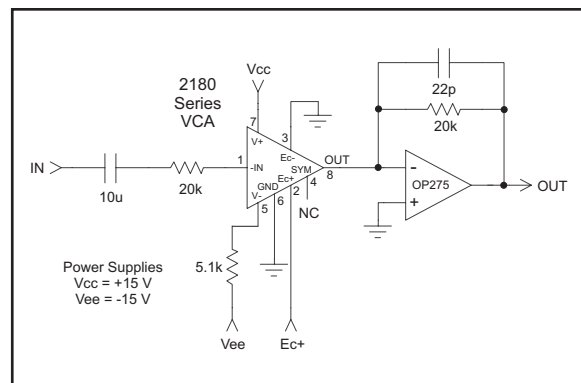 2180
Series
VCA
Vcc
7
V+
3
Ec-
IN
10u
20k
1
-IN
SYM
GND
Ec+
V-
OUT
8
4
2
6
5
NC
5.1k
Vee
Ec+
Power Supplies
Vcc = +15 V
Vee = -15 V
22p
20k
-
OP275
+
OUT